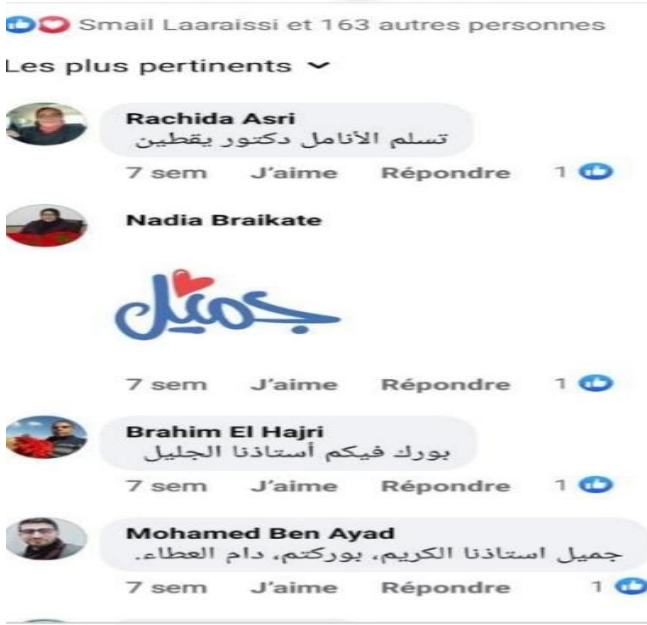 Smail Laaraissi et 163 autres personnes
Les plus pertinents
Rachida Asri
تسلم الأنامل دكتور يقطين
7 sem J'aime Répondre 1
Nadia Braikate
جميل
7 sem J'aime Répondre 1
Brahim El Hajri
بورك فيكم أستاذنا الجليل
7 sem J'aime Répondre 1
Mohamed Ben Ayad
جميل استاذنا الكريم، بوركتم، دام العطاء.
7 sem J'aime Répondre 1